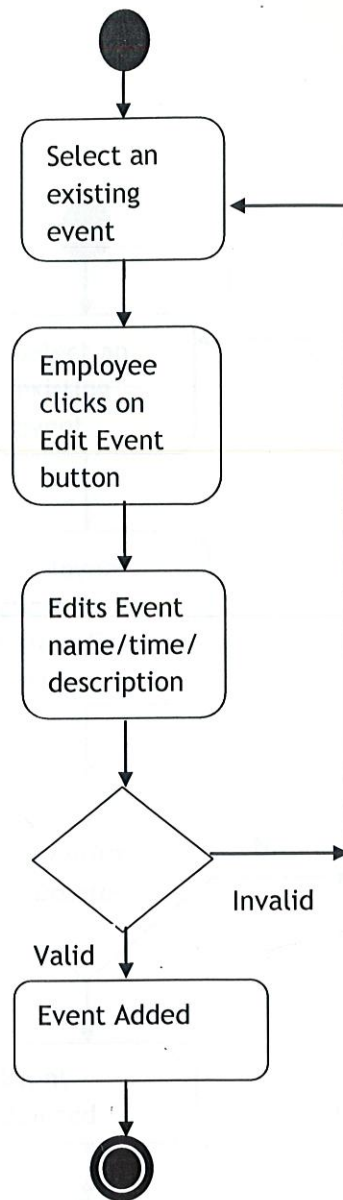 Select an
existing
event
Employee
clicks on
Edit Event
button
Edits Event
name/time/
description
Invalid
Valid
Event Added